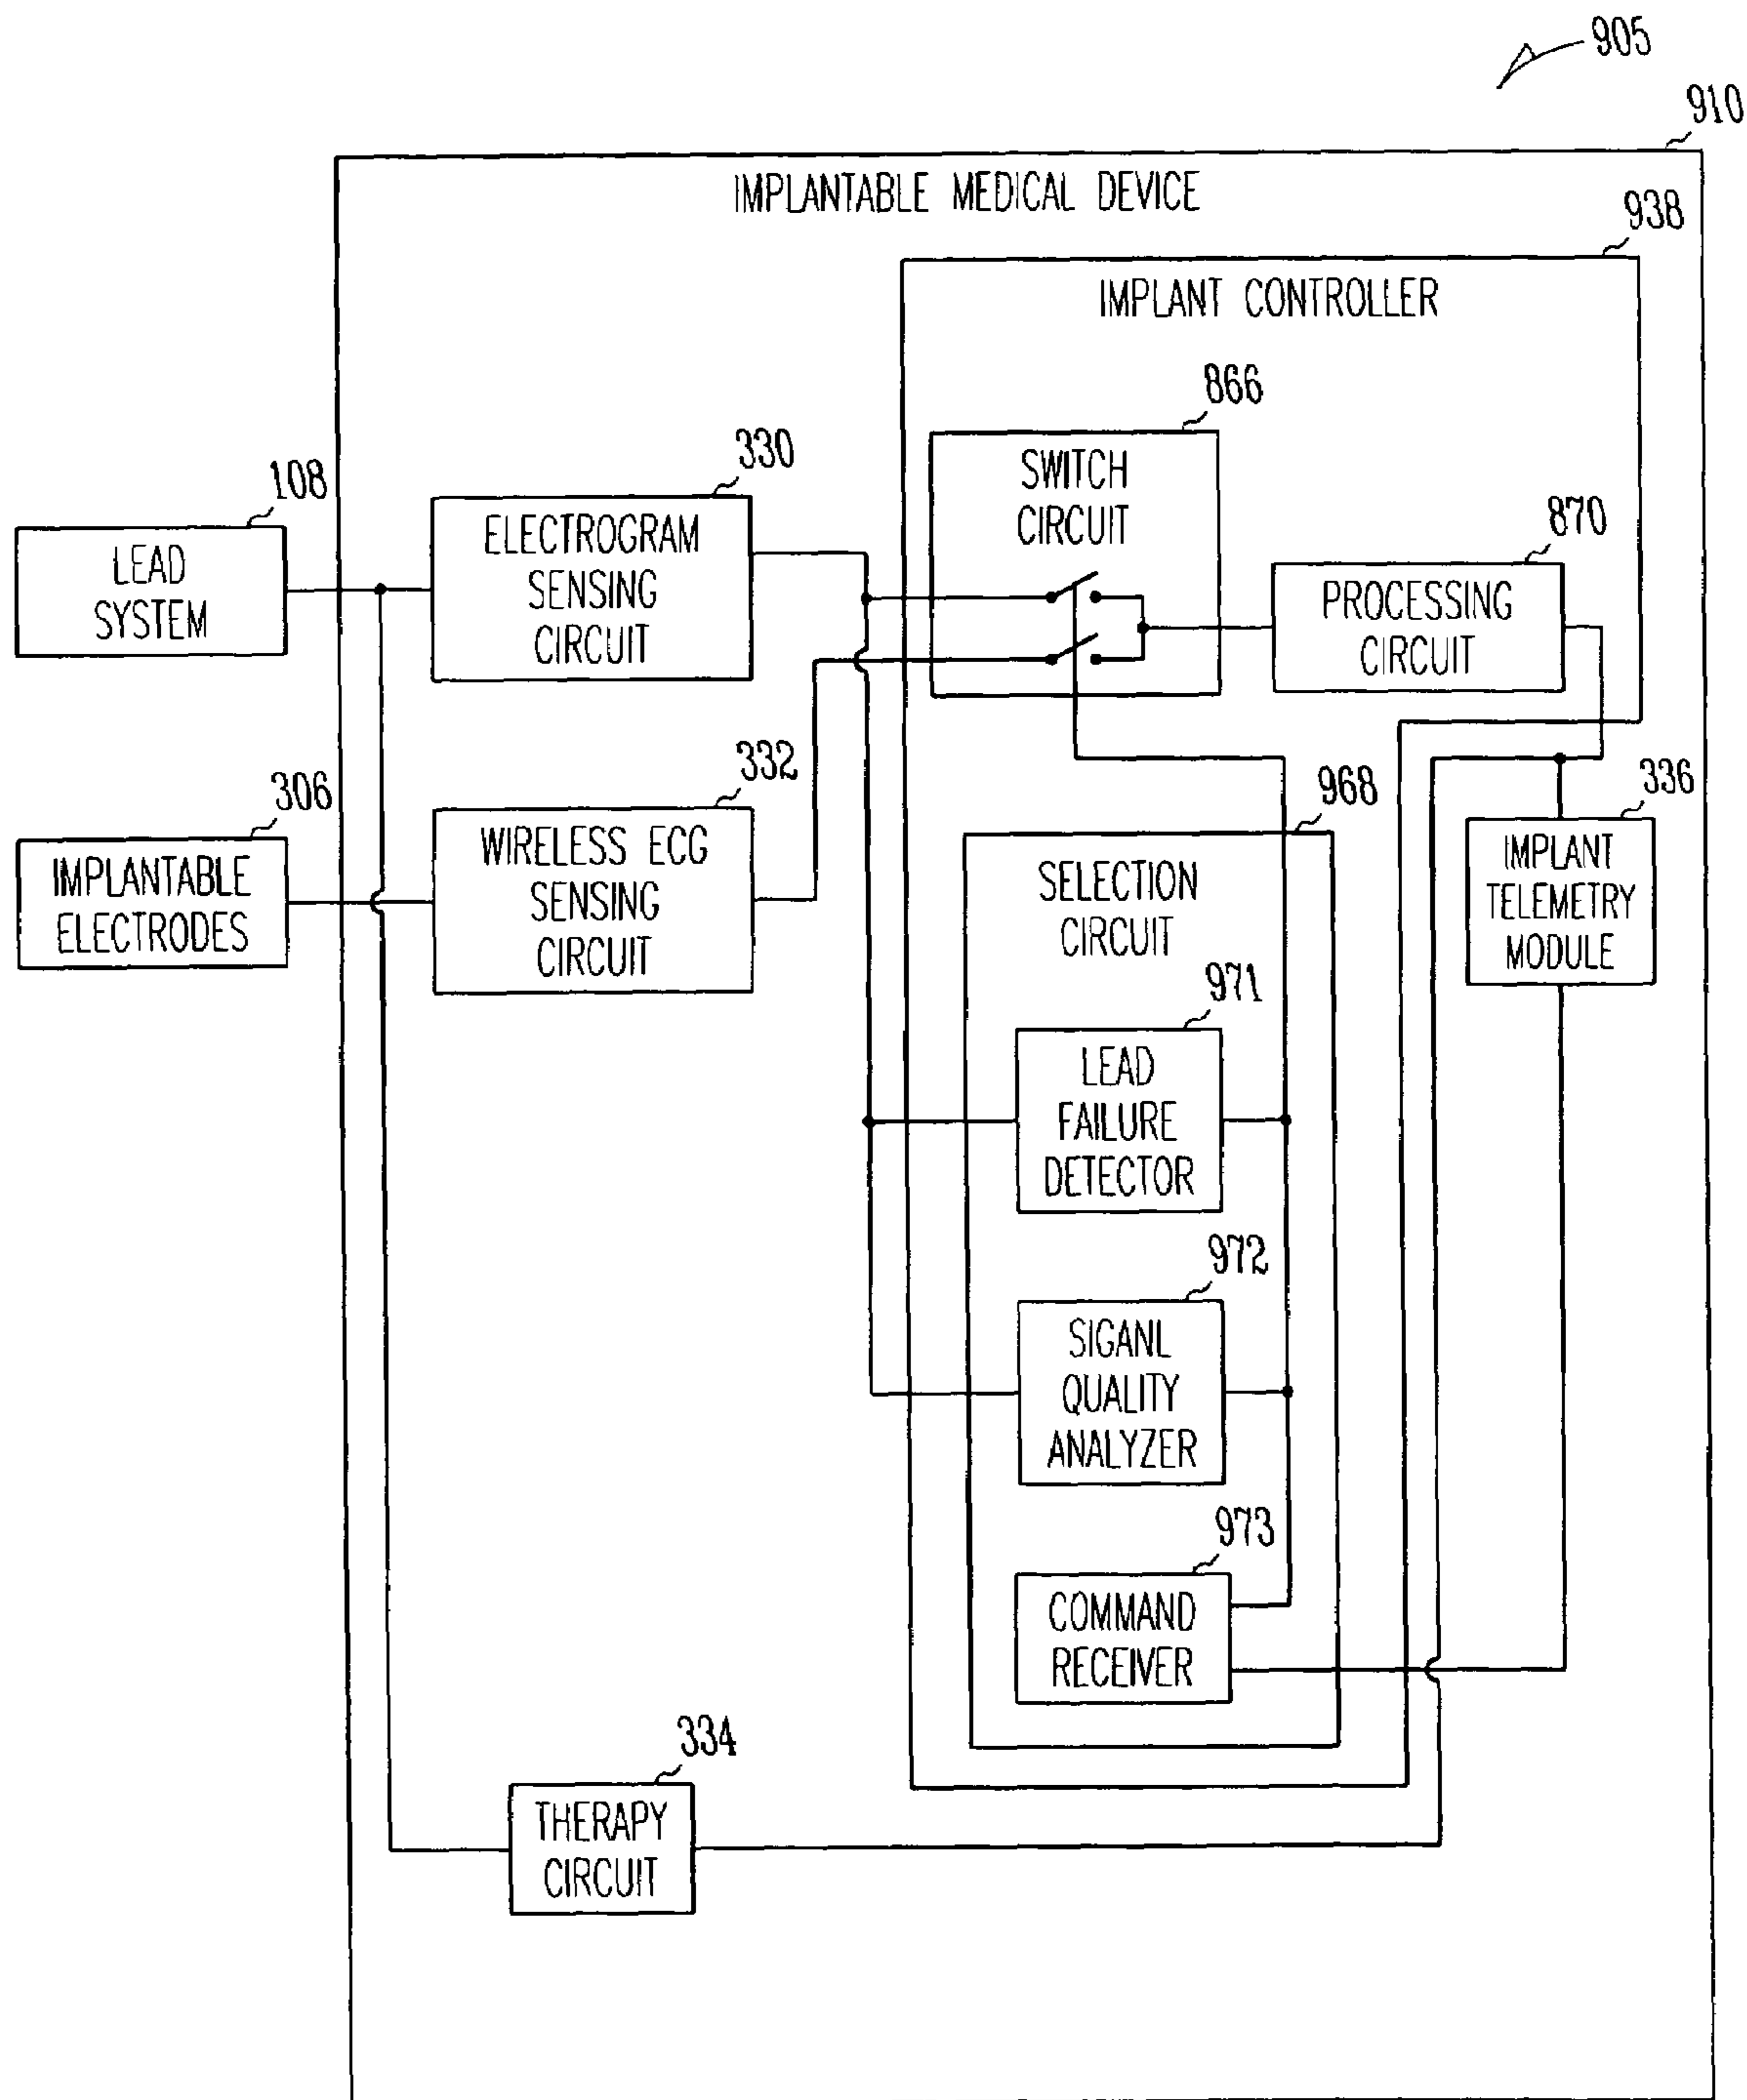 905
910
IMPLANTABLE MEDICAL DEVICE
938
IMPLANT CONTROLLER
866
SWITCH
CIRCUIT
330
ELECTROGRAM
SENSING
CIRCUIT
108
LEAD
SYSTEM
870
PROCESSING
CIRCUIT
332
WIRELESS ECG
SENSING
CIRCUIT
306
IMPLANTABLE
ELECTRODES
968
SELECTION
CIRCUIT
336
IMPLANT
TELEMETRY
MODULE
971
LEAD
FAILURE
DETECTOR
972
SIGANL
QUALITY
ANALYZER
973
COMMAND
RECEIVER
334
THERAPY
CIRCUIT